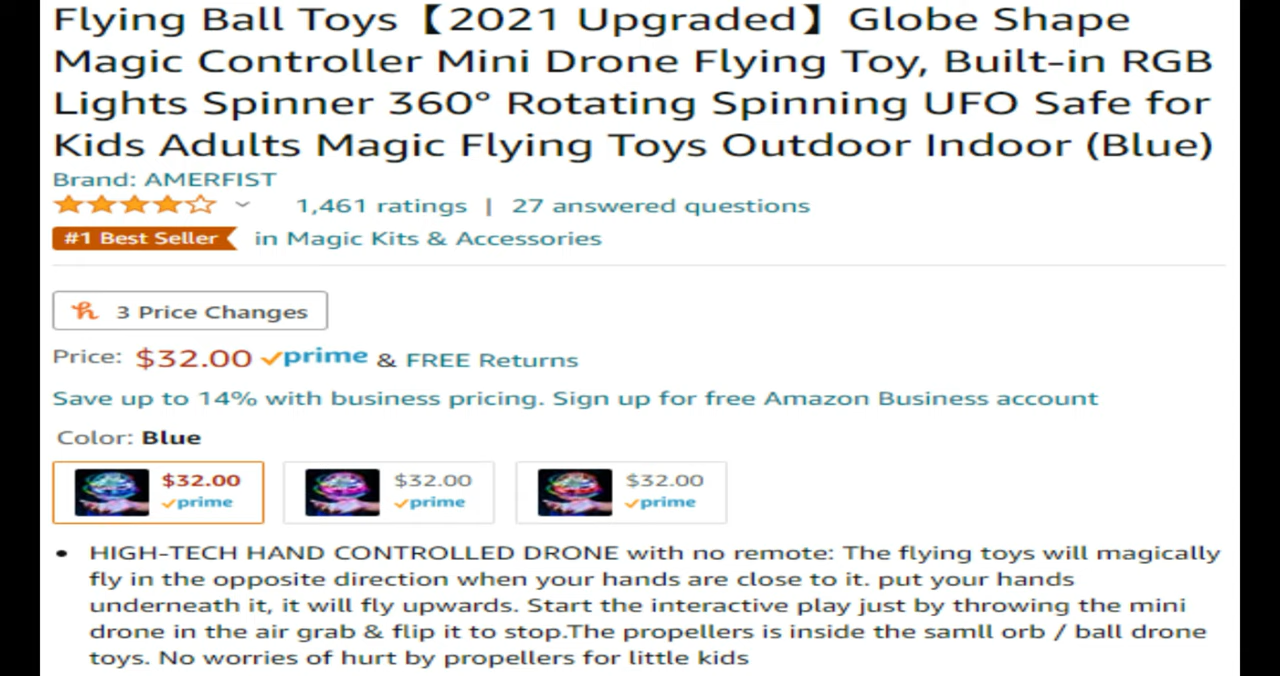 Flying Ball Toys【2021 Upgraded】Globe Shape
Magic Controller Mini Drone Flying Toy, Built-in RGB
Lights Spinner 360° Rotating Spinning UFO Safe for
Kids Adults Magic Flying Toys Outdoor Indoor (Blue)
Brand: AMERFIST
1,461 ratings | 27 answered questions
#1 Best Seller in Magic Kits & Accessories
3 Price Changes
Price: $32.00 prime & FREE Returns
Save up to 14% with business pricing. Sign up for free Amazon Business account
Color: Blue
$32.00 $32.00 $32.00
prime prime prime
• HIGH-TECH HAND CONTROLLED DRONE with no remote: The flying toys will magically
fly in the opposite direction when your hands are close to it. put your hands
underneath it, it will fly upwards. Start the interactive play just by throwing the mini
drone in the air grab & flip it to stop.The propellers is inside the samll orb / ball drone
toys. No worries of hurt by propellers for little kids